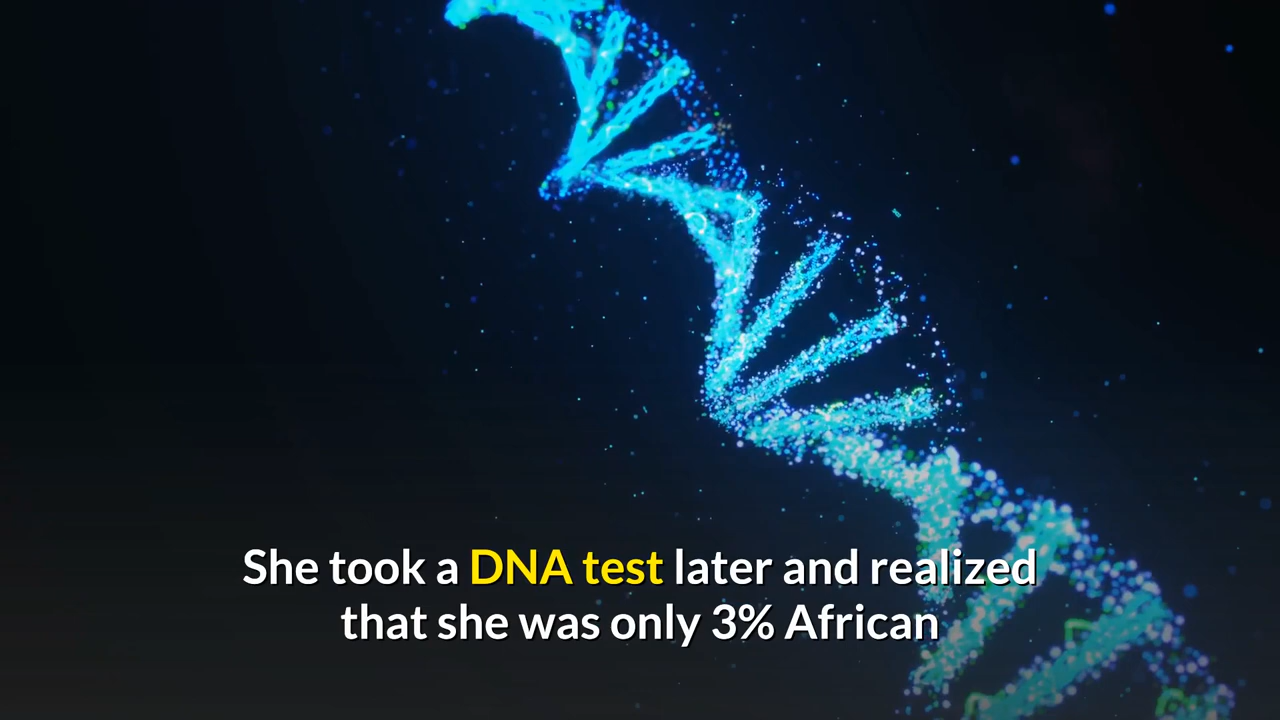 She took a DNA test later and realized
that she was only 3% African